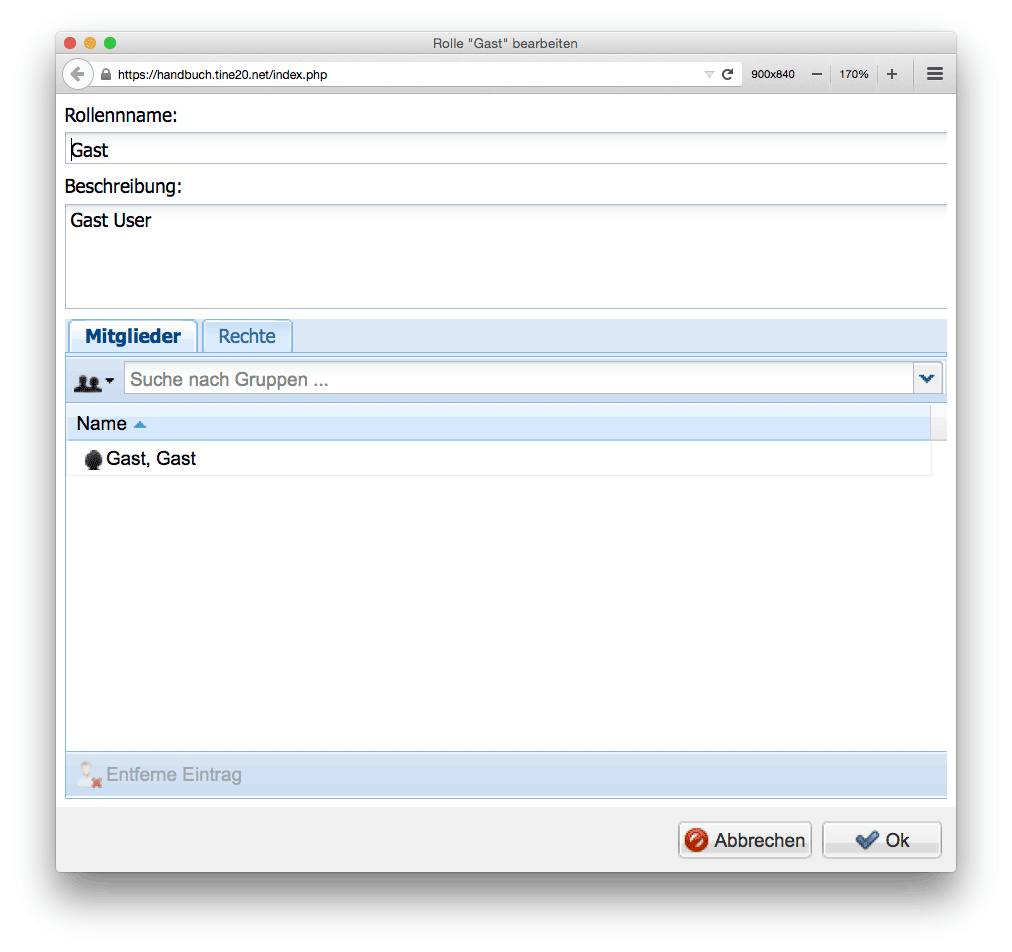 Rolle "Gast" bearbeiten
https://handbuch.tine20.net/index.php 900x840 170%
Rollennname:
Gast
Beschreibung:
Gast User
Mitglieder Rechte
Suche nach Gruppen ...
Name
Gast, Gast
Entferne Eintrag
Abbrechen Ok